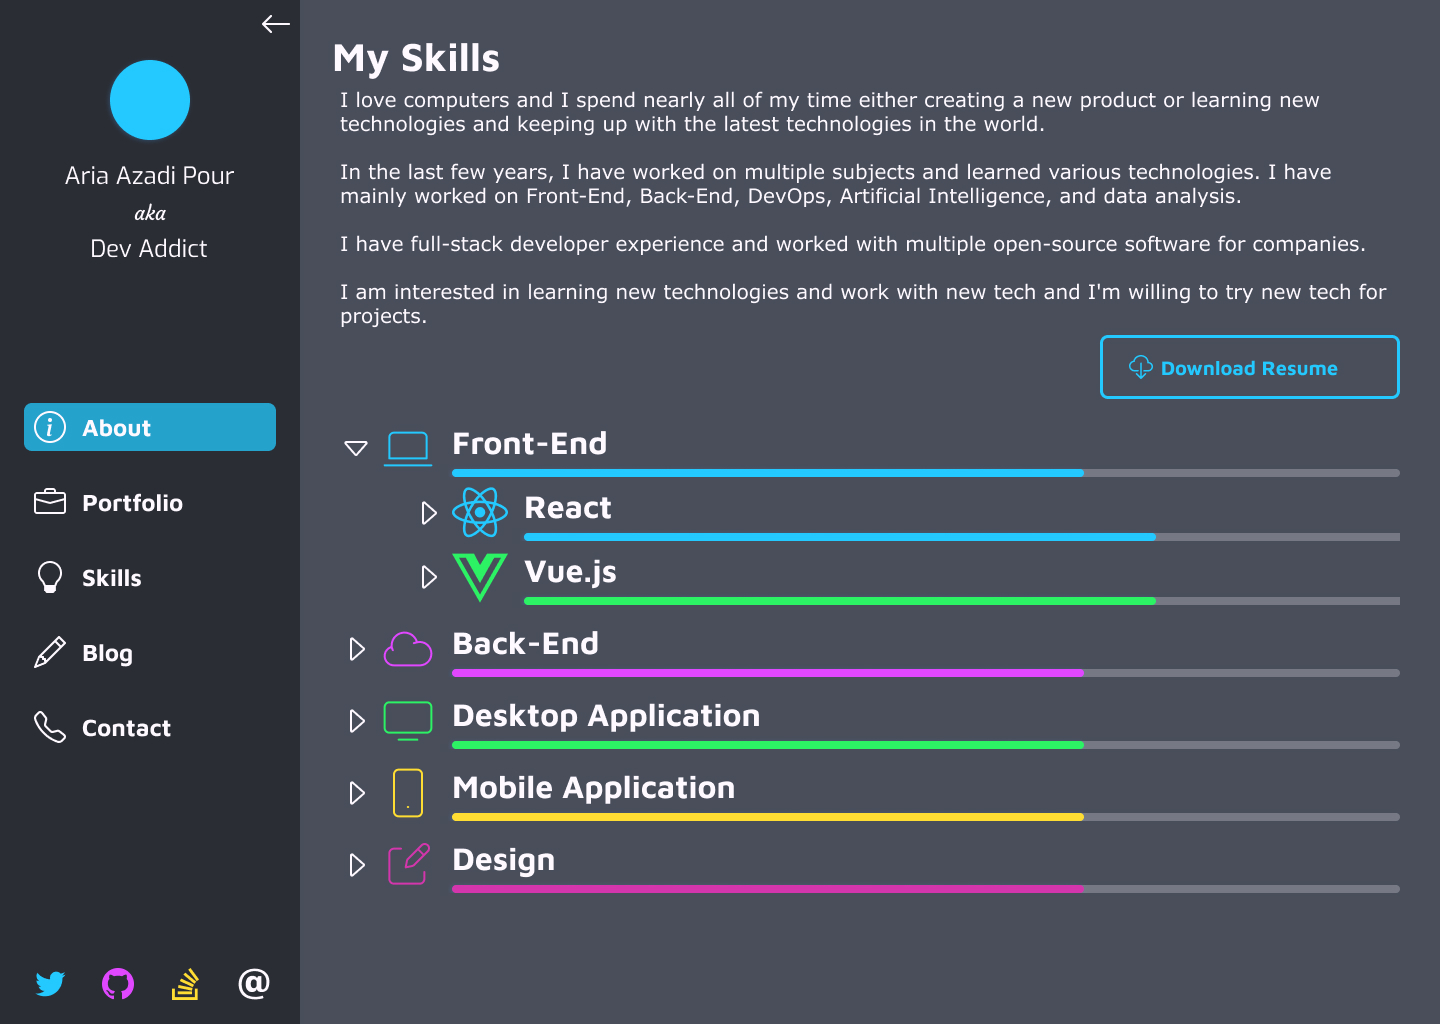 Aria Azadi Pour
aka
Dev Addict
About
Portfolio
Skills
Blog
Contact
@
My Skills
I love computers and I spend nearly all of my time either creating a new product or learning new
technologies and keeping up with the latest technologies in the world.
In the last few years, I have worked on multiple subjects and learned various technologies. I have
mainly worked on Front-End, Back-End, DevOps, Artificial Intelligence, and data analysis.
I have full-stack developer experience and worked with multiple open-source software for companies.
I am interested in learning new technologies and work with new tech and I'm willing to try new tech for
projects.
Download Resume
Front-End
React
Vue.js
Back-End
Desktop Application
Mobile Application
Design